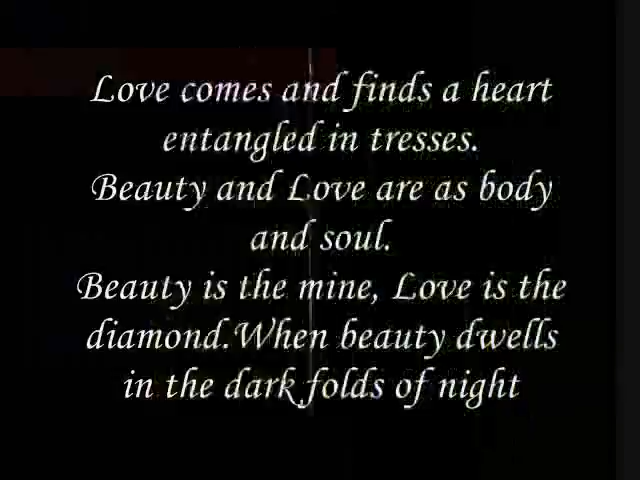 Love comes and finds a heart
entangled in tresses.
Beauty and Love are as body
and soul.
Beauty is the mine, Love is the
diamond.When beauty dwells
in the dark folds of night